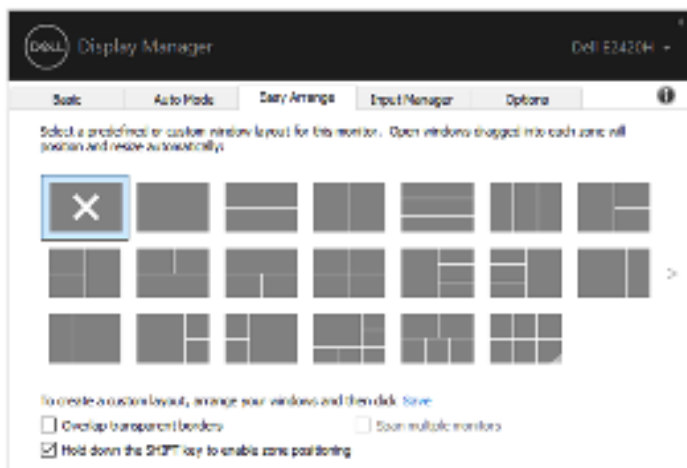 DELL Display Manager
Dell E2420H
Basic Auto Mode Easy Arrange Input Manager Options
Select a predefined or custom window layout for this monitor. Open windows dragged into each zone will
position and resize automatically:
To create a custom layout, arrange your windows and then click Save
Overlap transparent borders Span multiple monitors
Hold down the SHIFT key to enable zone positioning